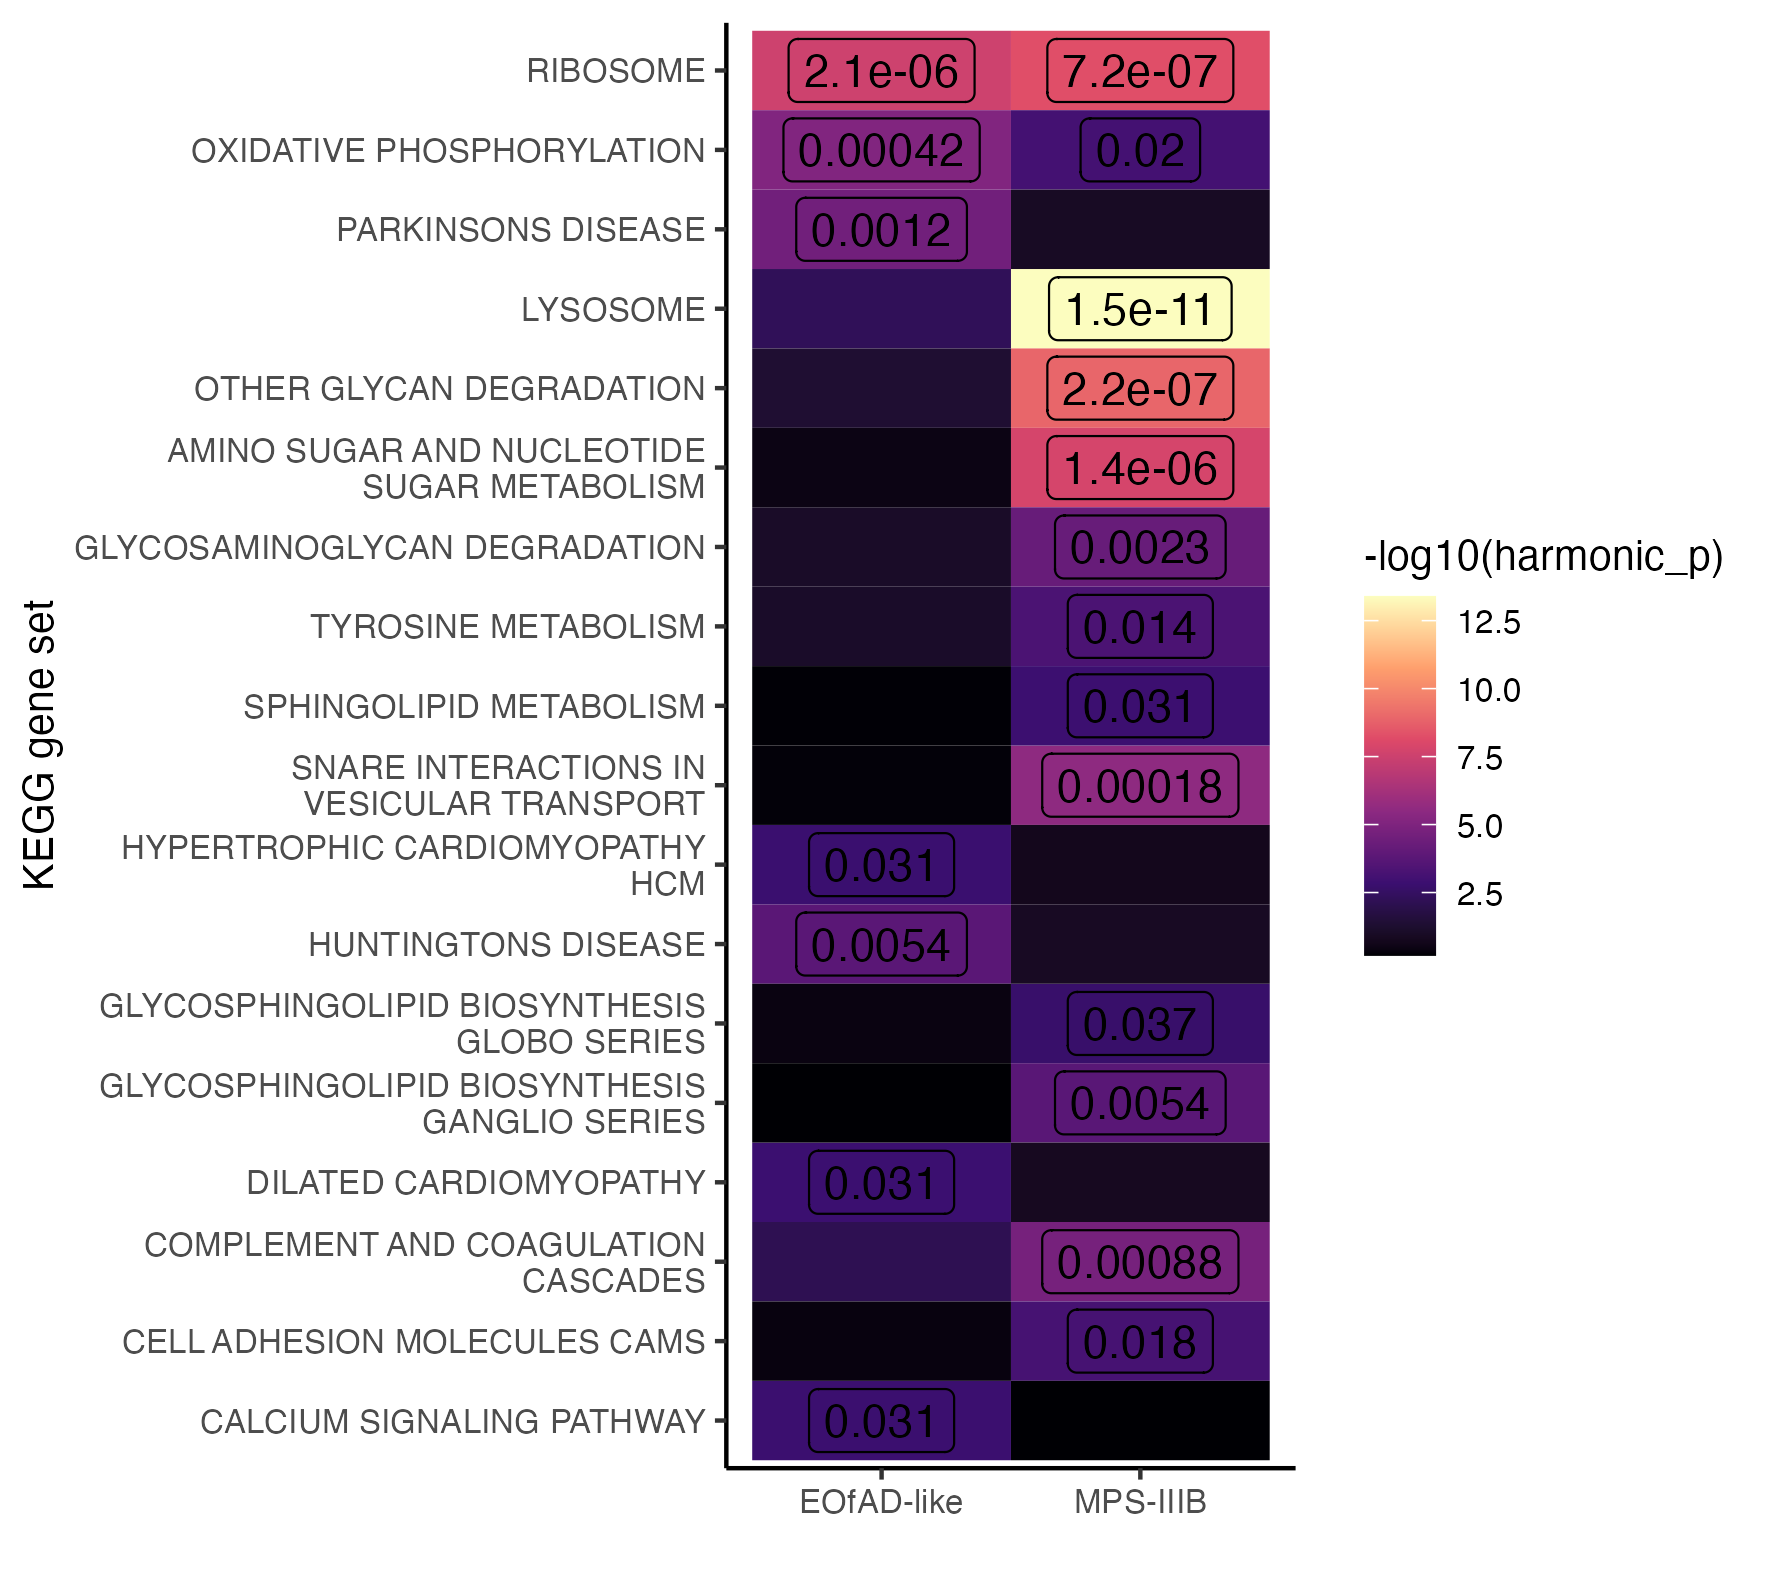 RIBOSOME 2.1e-06 7.2e-07
OXIDATIVE PHOSPHORYLATION 0.00042 0.02
PARKINSONS DISEASE 0.0012
LYSOSOME 1.5e-11
OTHER GLYCAN DEGRADATION 2.2e-07
AMINO SUGAR AND NUCLEOTIDE
SUGAR METABOLISM 1.4e-06
GLYCOSAMINOGLYCAN DEGRADATION 0.0023
TYROSINE METABOLISM 0.014
SPHINGOLIPID METABOLISM 0.031
SNARE INTERACTIONS IN
VESICULAR TRANSPORT 0.00018
HYPERTROPHIC CARDIOMYOPATHY
HCM 0.031
HUNTINGTONS DISEASE 0.0054
GLYCOSPHINGOLIPID BIOSYNTHESIS
GLOBO SERIES 0.037
GLYCOSPHINGOLIPID BIOSYNTHESIS
GANGLIO SERIES 0.0054
DILATED CARDIOMYOPATHY 0.031
COMPLEMENT AND COAGULATION
CASCADES 0.00088
CELL ADHESION MOLECULES CAMS 0.018
CALCIUM SIGNALING PATHWAY 0.031
EOfAD-like MPS-IIIB
KEGG gene set
-log10(harmonic_p)
12.5
10.0
7.5
5.0
2.5